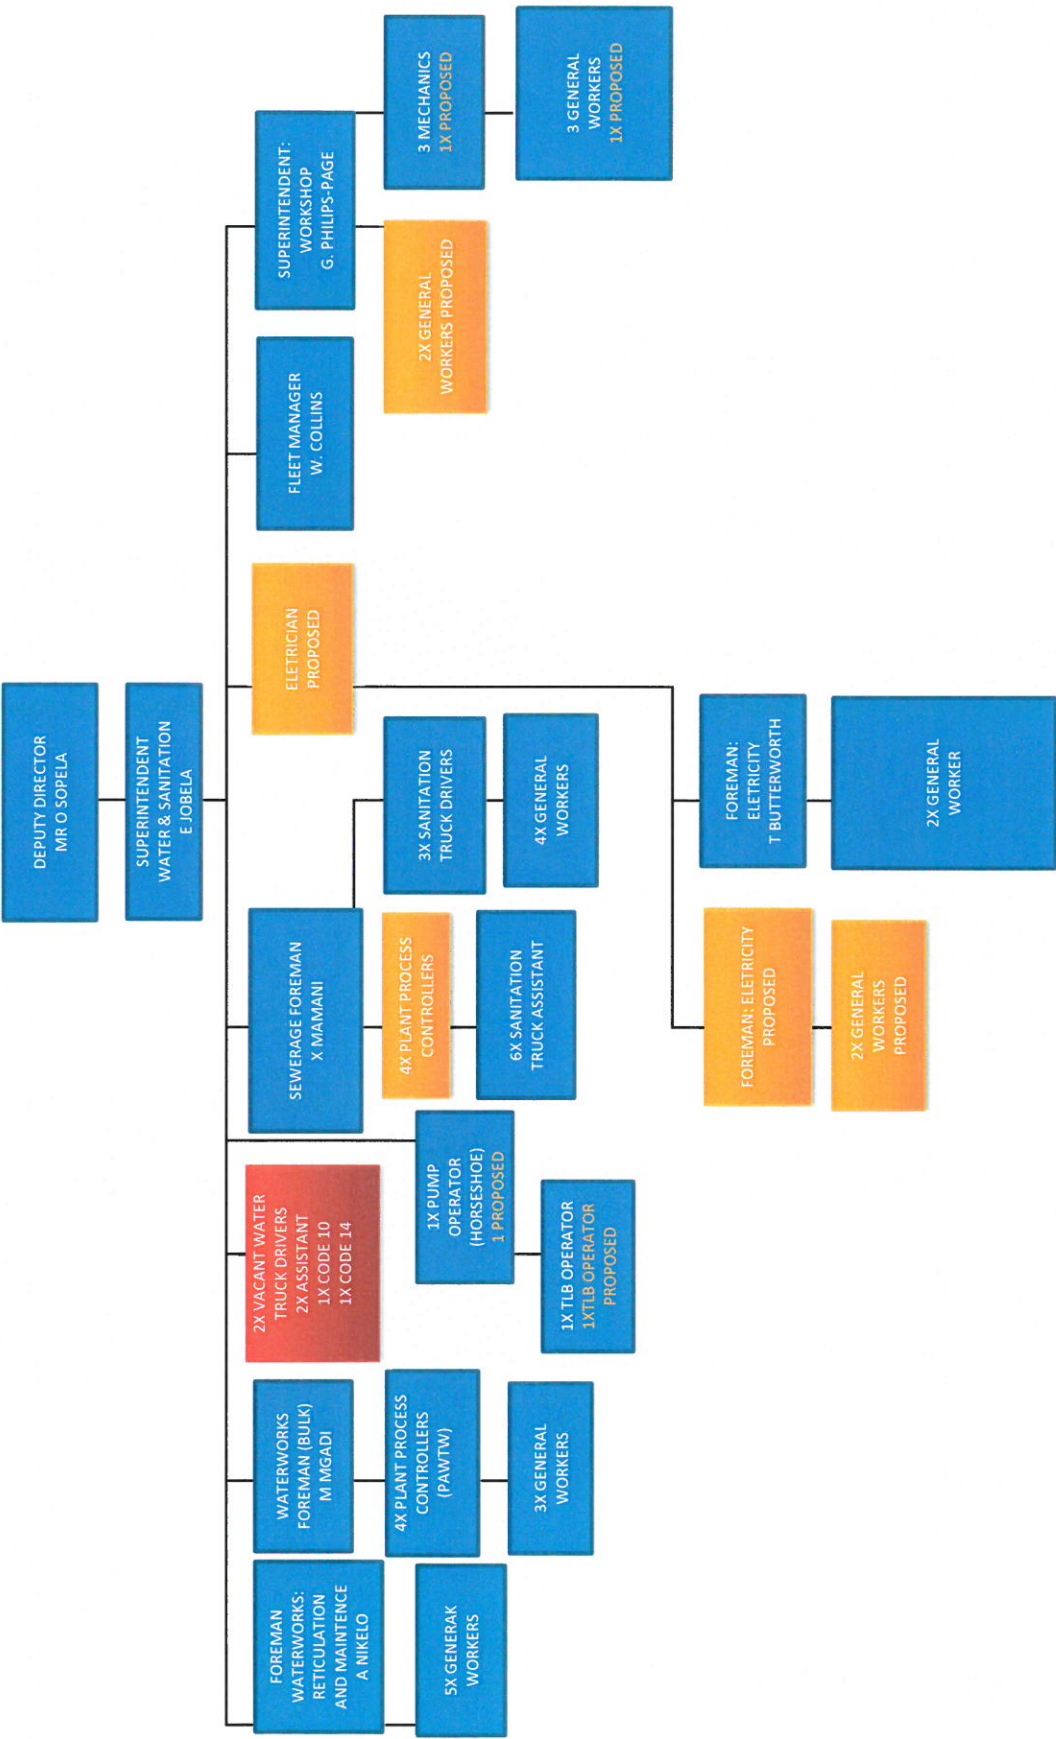 DEPUTY DIRECTOR
MR O SOPELA
SUPERINTENDENT
WATER & SANITATION
E JOBELA
FOREMAN
WATERWORKS:
RETICULATION
AND MAINTENCE
A NIKELO
5X GENERAK
WORKERS
WATERWORKS
FOREMAN (BULK)
M MGADI
4X PLANT PROCESS
CONTROLLERS
(PAWTW)
3X GENERAL
WORKERS
2X VACANT WATER
TRUCK DRIVERS
2X ASSISTANT
1X CODE 10
1X CODE 14
1X PUMP
OPERATOR
(HORSESHOE)
1 PROPOSED
1X TLB OPERATOR
1XTLB OPERATOR
PROPOSED
SEWERAGE FOREMAN
X MAMANI
4X PLANT PROCESS
CONTROLLERS
6X SANITATION
TRUCK ASSISTANT
3X SANITATION
TRUCK DRIVERS
4X GENERAL
WORKERS
ELETRICIAN
PROPOSED
FOREMAN: ELETRICITY
PROPOSED
2X GENERAL
WORKERS
PROPOSED
FOREMAN:
ELETRICITY
T BUTTERWORTH
2X GENERAL
WORKER
FLEET MANAGER
W. COLLINS
SUPERINTENDENT:
WORKSHOP
G. PHILIPS-PAGE
2X GENERAL
WORKERS PROPOSED
3 MECHANICS
1X PROPOSED
3 GENERAL
WORKERS
1X PROPOSED